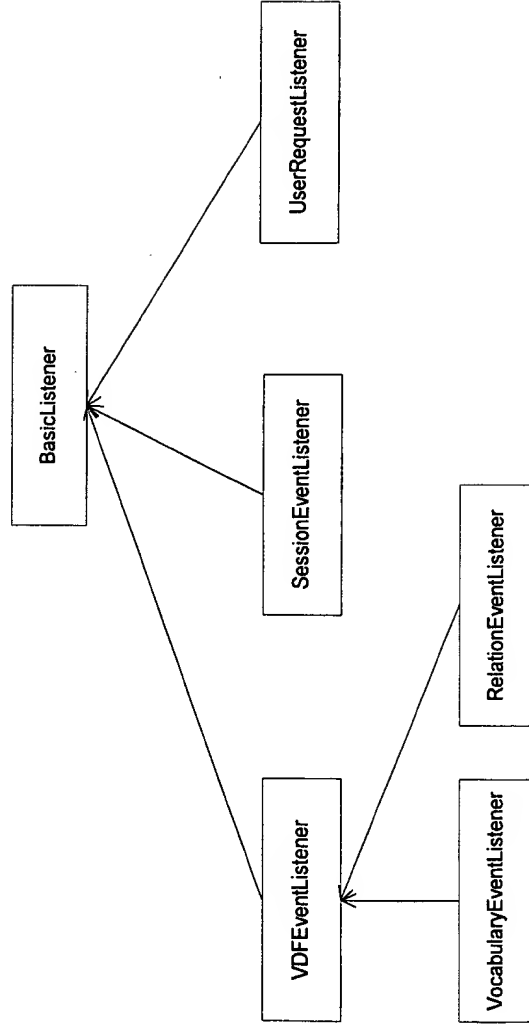 BasicListener
VDFEventListener
SessionEventListener
UserRequestListener
VocabularyEventListener
RelationEventListener